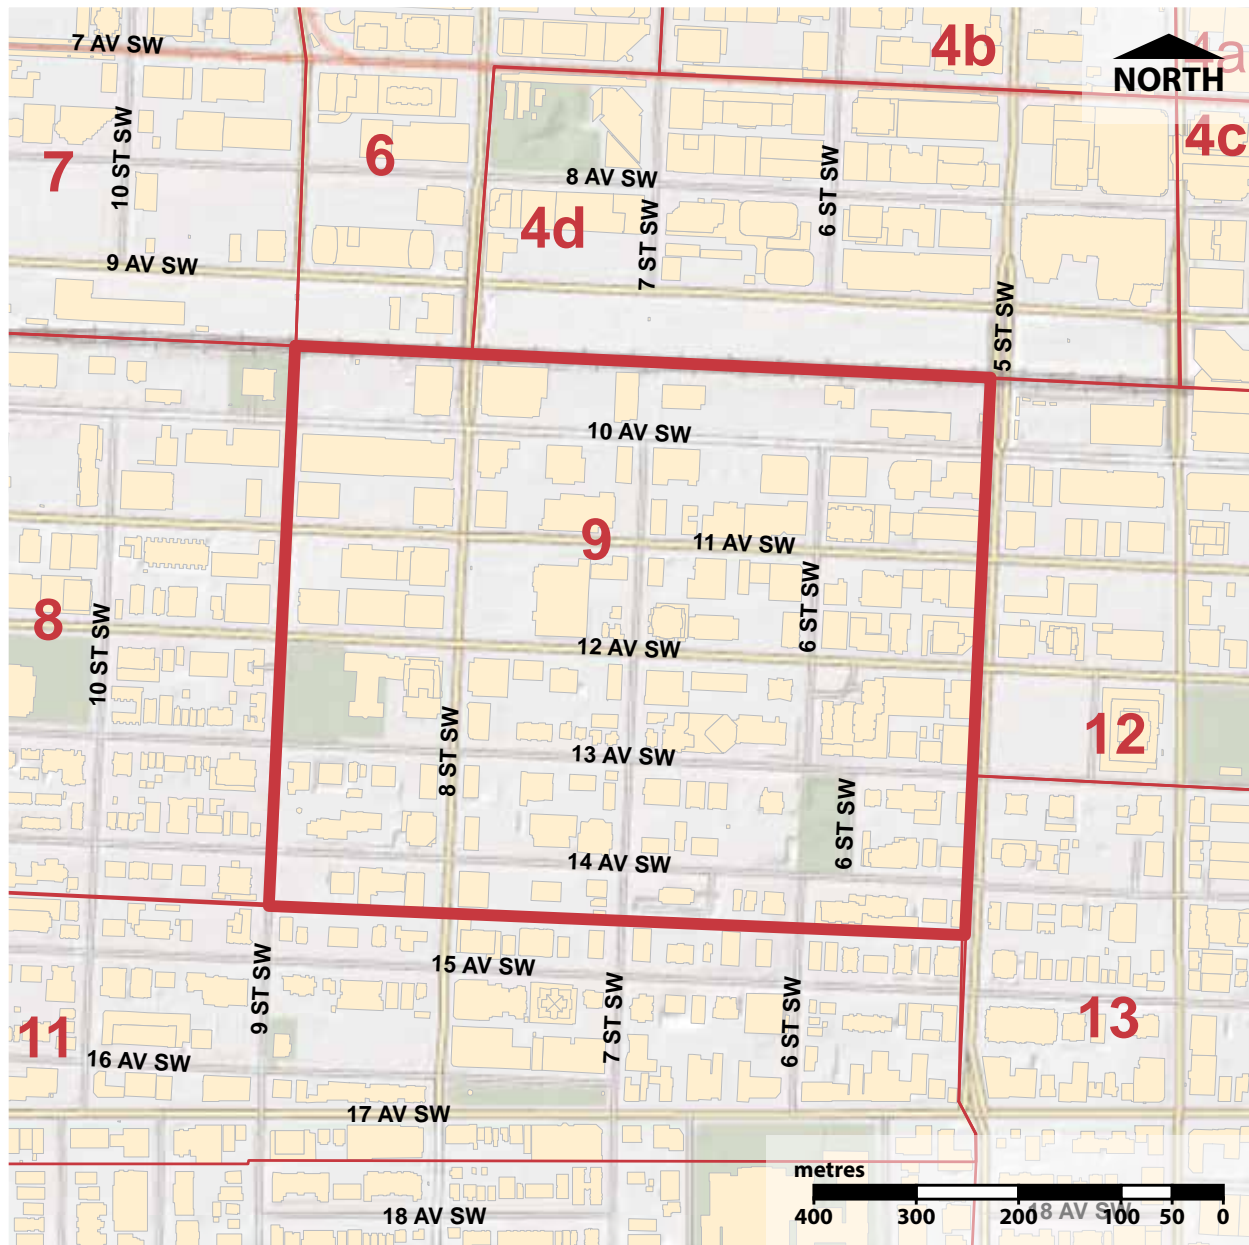 7 AV SW
4b
4a
NORTH
10 ST SW
7
6
8 AV SW
6 ST SW
4c
4d
7 ST SW
9 AV SW
5 ST SW
10 AV SW
9
11 AV SW
8
10 ST SW
6 ST SW
12 AV SW
8 ST SW
13 AV SW
12
6 ST SW
14 AV SW
9 ST SW
15 AV SW
7 ST SW
6 ST SW
13
11
16 AV SW
17 AV SW
metres
18 AV SW
18 AV SW
400 300 200 100 50 0